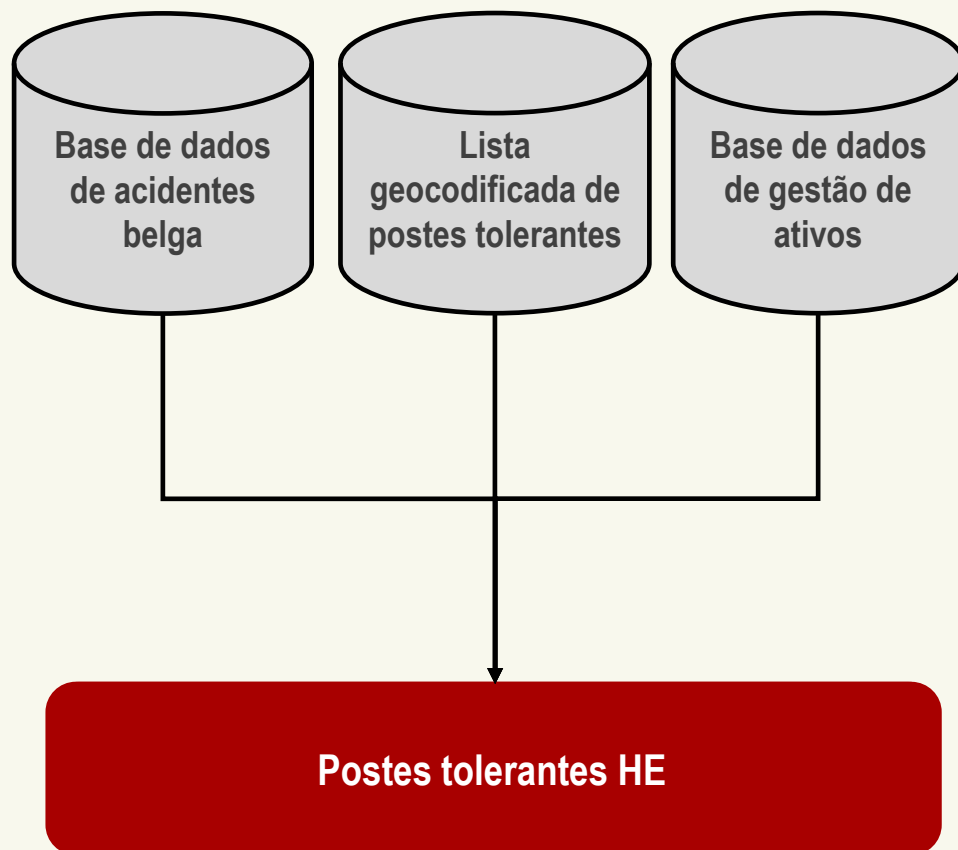 Base de dados
de acidentes
belga
Lista
geocodificada de
postes tolerantes
Base de dados
de gestão de
ativos
Postes tolerantes HE